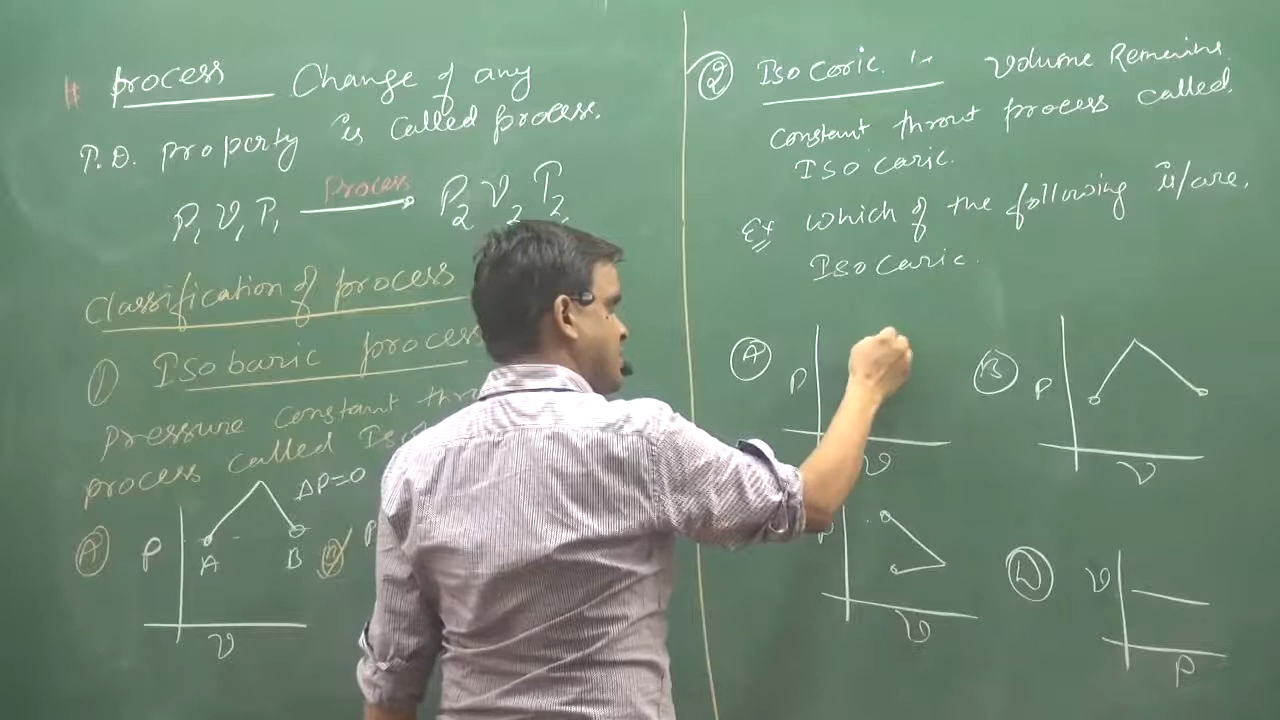 # process Change of any
T.D. property is called process.
P₁ V₁ T₁ Process P₂ V₂ T₂
Classification of process
① Isobaric process
Pressure constant
process called
Ⓐ P A B V ΔP=0
P
② Isocoric :- Volume Remains
constant throut process called
Isocaric.
Ex Which of the following is/are.
Isocaric.
Ⓐ P V
Ⓑ P V
P V
Ⓓ V P